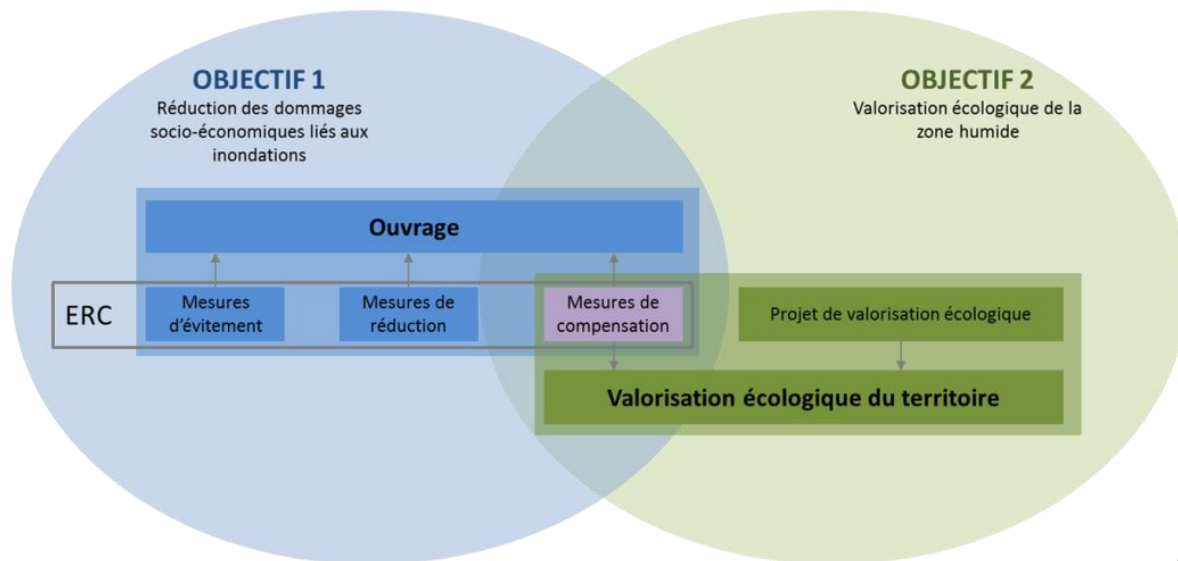 OBJECTIF 1
Réduction des dommages
socio-économiques liés aux
inondations
OBJECTIF 2
Valorisation écologique de la
zone humide
Ouvrage
ERC
Mesures
d'évitement
Mesures de
réduction
Mesures de
compensation
Projet de valorisation écologique
Valorisation écologique du territoire